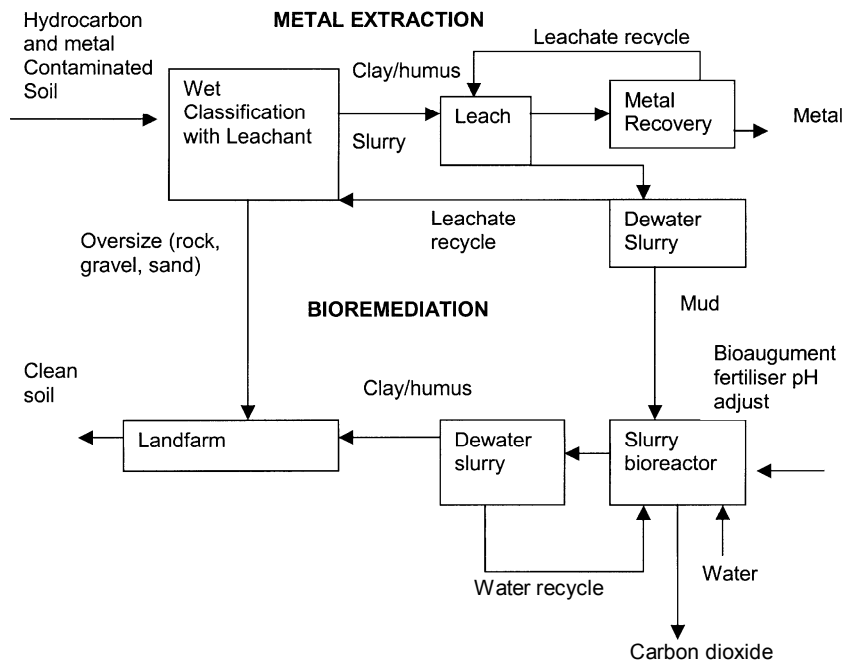 METAL EXTRACTION
Hydrocarbon
and metal
Contaminated
Soil
Wet
Classification
with Leachant
Clay/humus
Slurry
Leachate recycle
Leach
Metal
Recovery
Metal
Leachate
recycle
Dewater
Slurry
Oversize (rock,
gravel, sand)
BIOREMEDIATION
Mud
Bioaugument
fertiliser pH
adjust
Clean
soil
Clay/humus
Landfarm
Dewater
slurry
Slurry
bioreactor
Water recycle
Water
Carbon dioxide